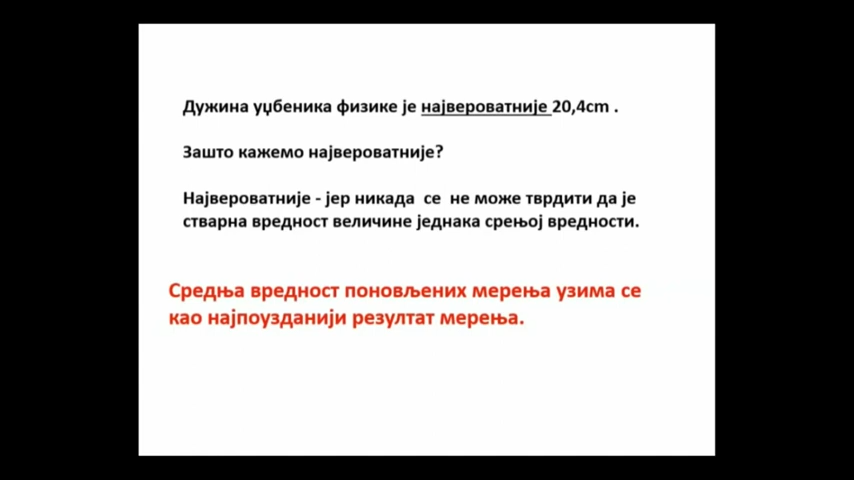 Дужина уџбеника физике је највероватније 20,4cm .
Зашто кажемо највероватније?
Највероватније - јер никада се не може тврдити да је
стварна вредност величине једнака срењој вредности.
Средња вредност поновљених мерења узима се
као најпоузданији резултат мерења.